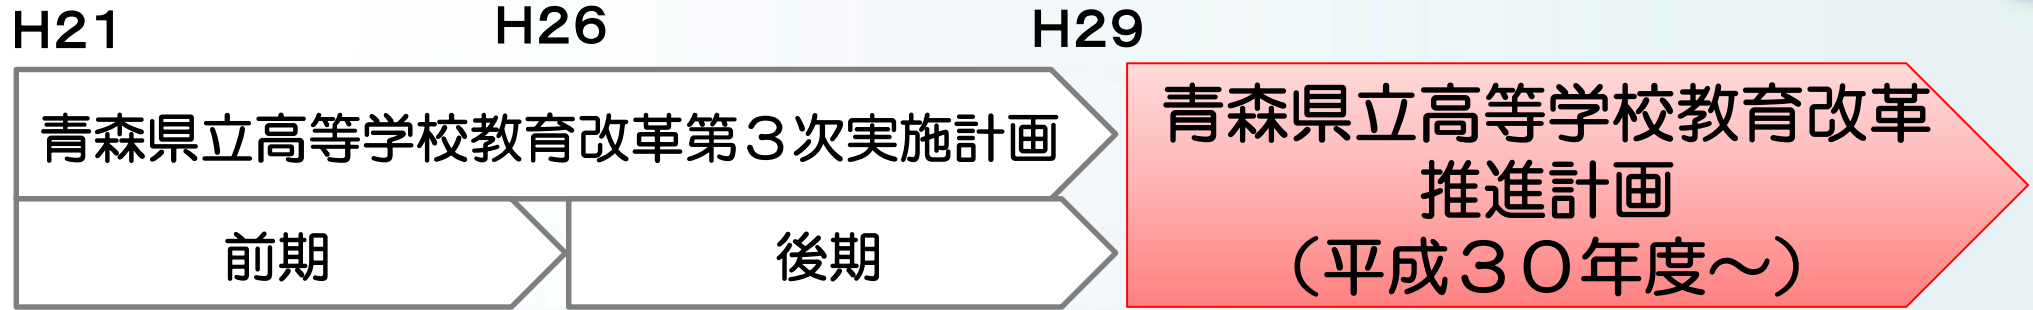 H21
H26
H29
青森県立高等学校教育改革第３次実施計画
前期
後期
青森県立高等学校教育改革
推進計画
（平成３０年度～）